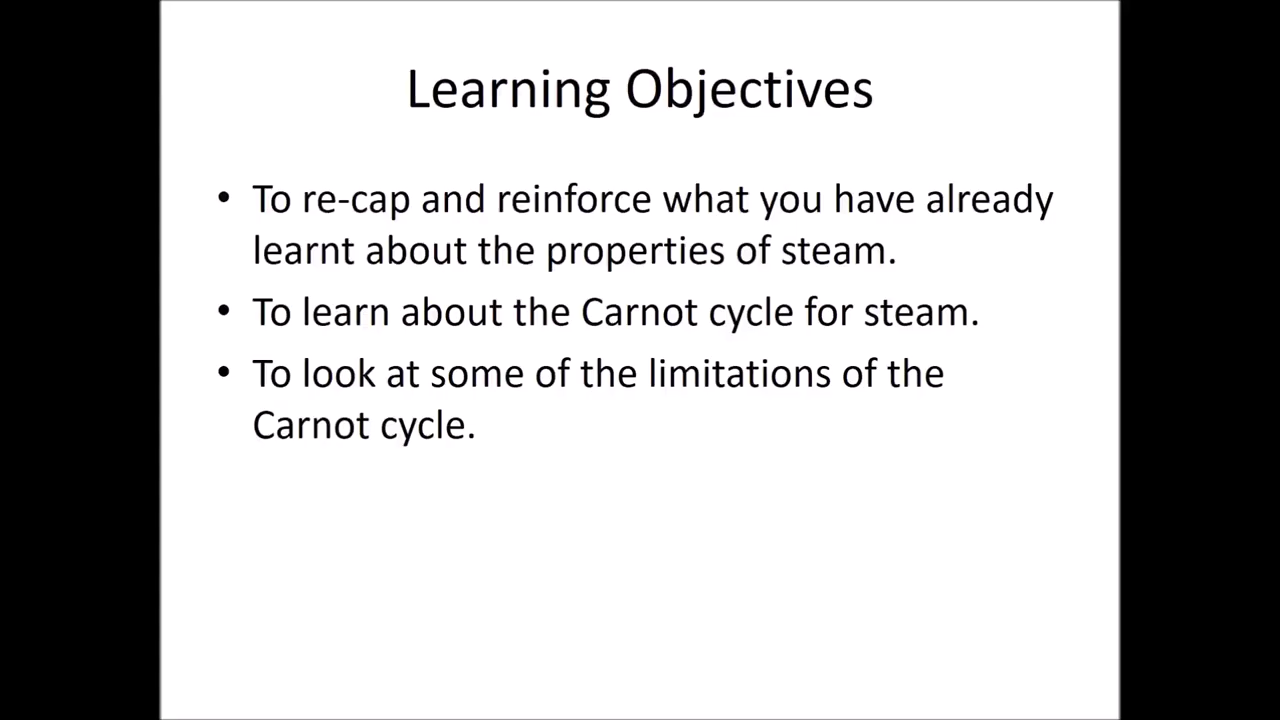 Learning Objectives
• To re-cap and reinforce what you have already
learnt about the properties of steam.
• To learn about the Carnot cycle for steam.
• To look at some of the limitations of the
Carnot cycle.